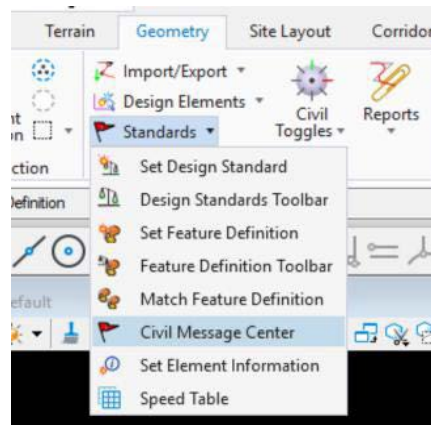 Terrain Geometry Site Layout Corridor
Import/Export
Design Elements
Standards
Civil
Toggles
Reports
Set Design Standard
Design Standards Toolbar
Set Feature Definition
Feature Definition Toolbar
Match Feature Definition
Civil Message Center
Set Element Information
Speed Table